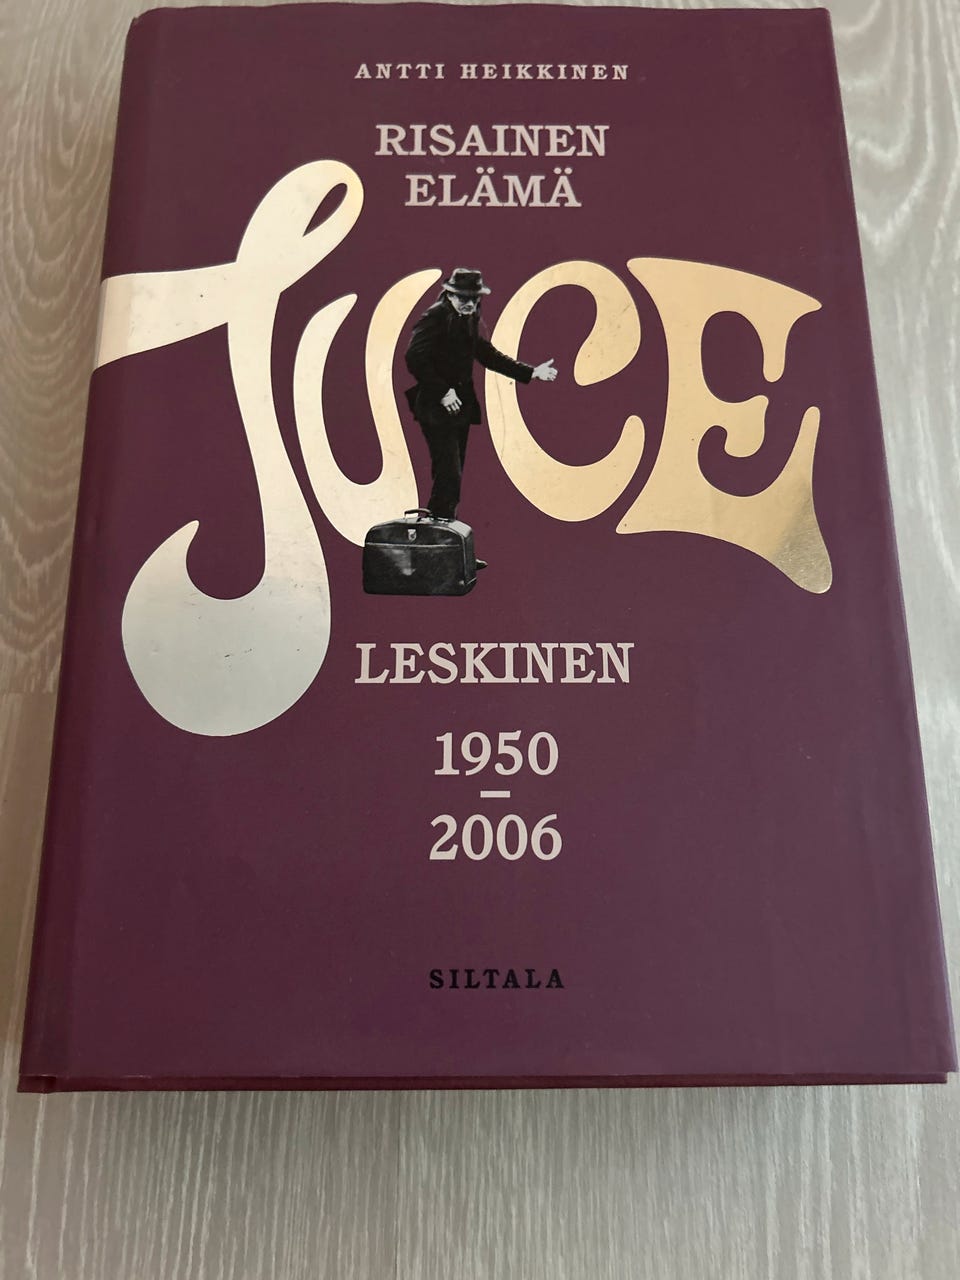 ANTTI HEIKKINEN
RISAINEN
ELÄMÄ
JUICE
LESKINEN
1950
–
2006
SILTALA